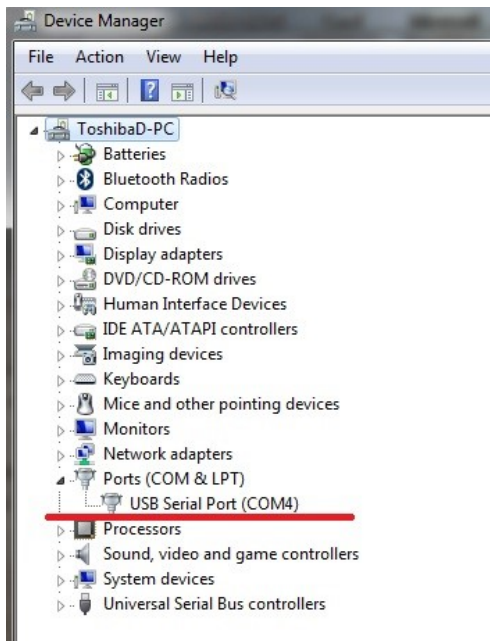 Device Manager
File Action View Help
ToshibaD-PC
Batteries
Bluetooth Radios
Computer
Disk drives
Display adapters
DVD/CD-ROM drives
Human Interface Devices
IDE ATA/ATAPI controllers
Imaging devices
Keyboards
Mice and other pointing devices
Monitors
Network adapters
Ports (COM & LPT)
USB Serial Port (COM4)
Processors
Sound, video and game controllers
System devices
Universal Serial Bus controllers